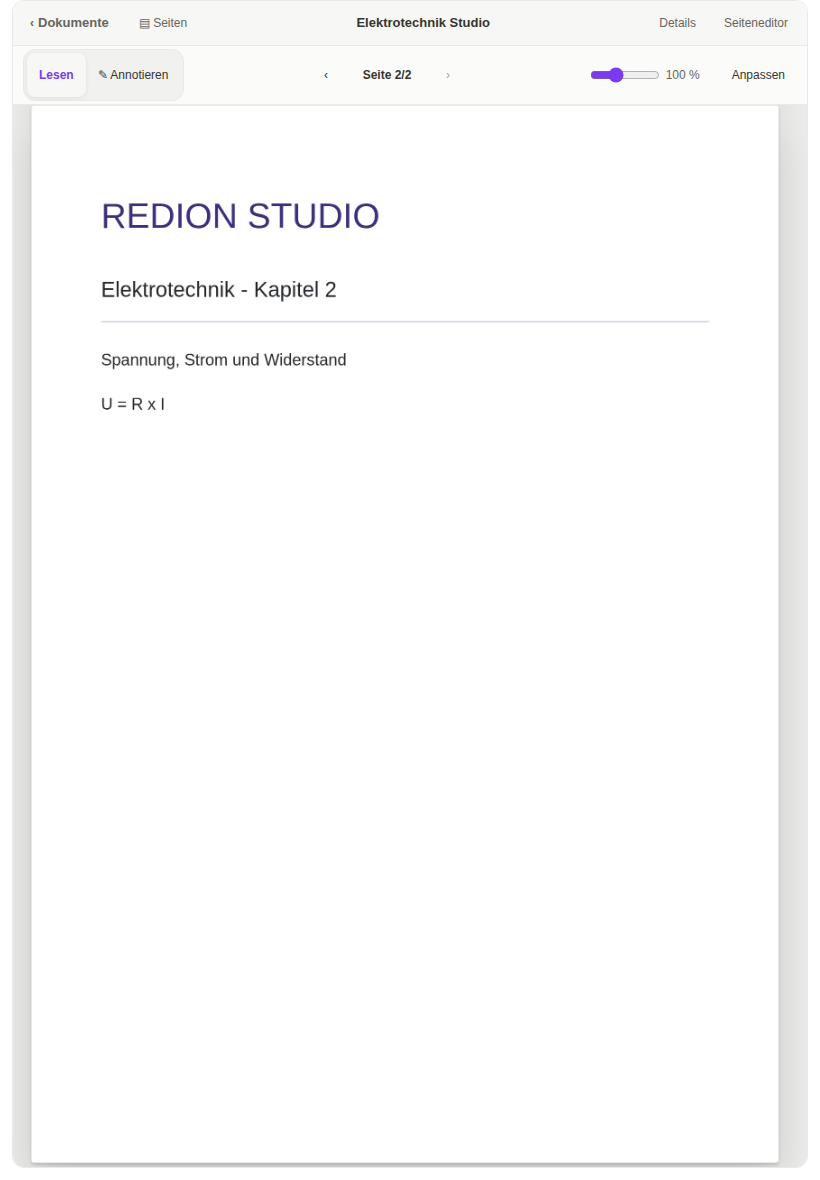 ‹ Dokumente ▤ Seiten Elektrotechnik Studio Details Seiteneditor
Lesen ✎ Annotieren ‹ Seite 2/2 › 100 % Anpassen
REDION STUDIO
Elektrotechnik - Kapitel 2
Spannung, Strom und Widerstand
U = R x I